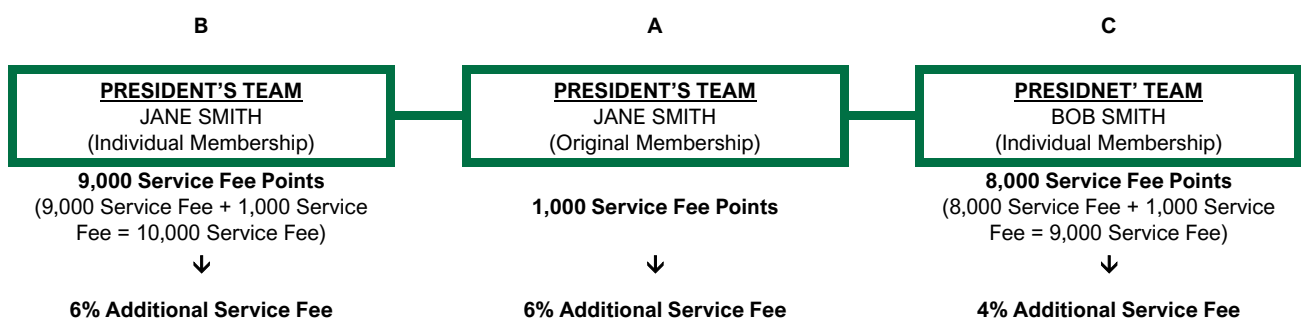 B
A
C
PRESIDENT'S TEAM
JANE SMITH
(Individual Membership)
PRESIDENT'S TEAM
JANE SMITH
(Original Membership)
PRESIDNET' TEAM
BOB SMITH
(Individual Membership)
9,000 Service Fee Points
(9,000 Service Fee + 1,000 Service
Fee = 10,000 Service Fee)
1,000 Service Fee Points
8,000 Service Fee Points
(8,000 Service Fee + 1,000 Service
Fee = 9,000 Service Fee)
6% Additional Service Fee
6% Additional Service Fee
4% Additional Service Fee